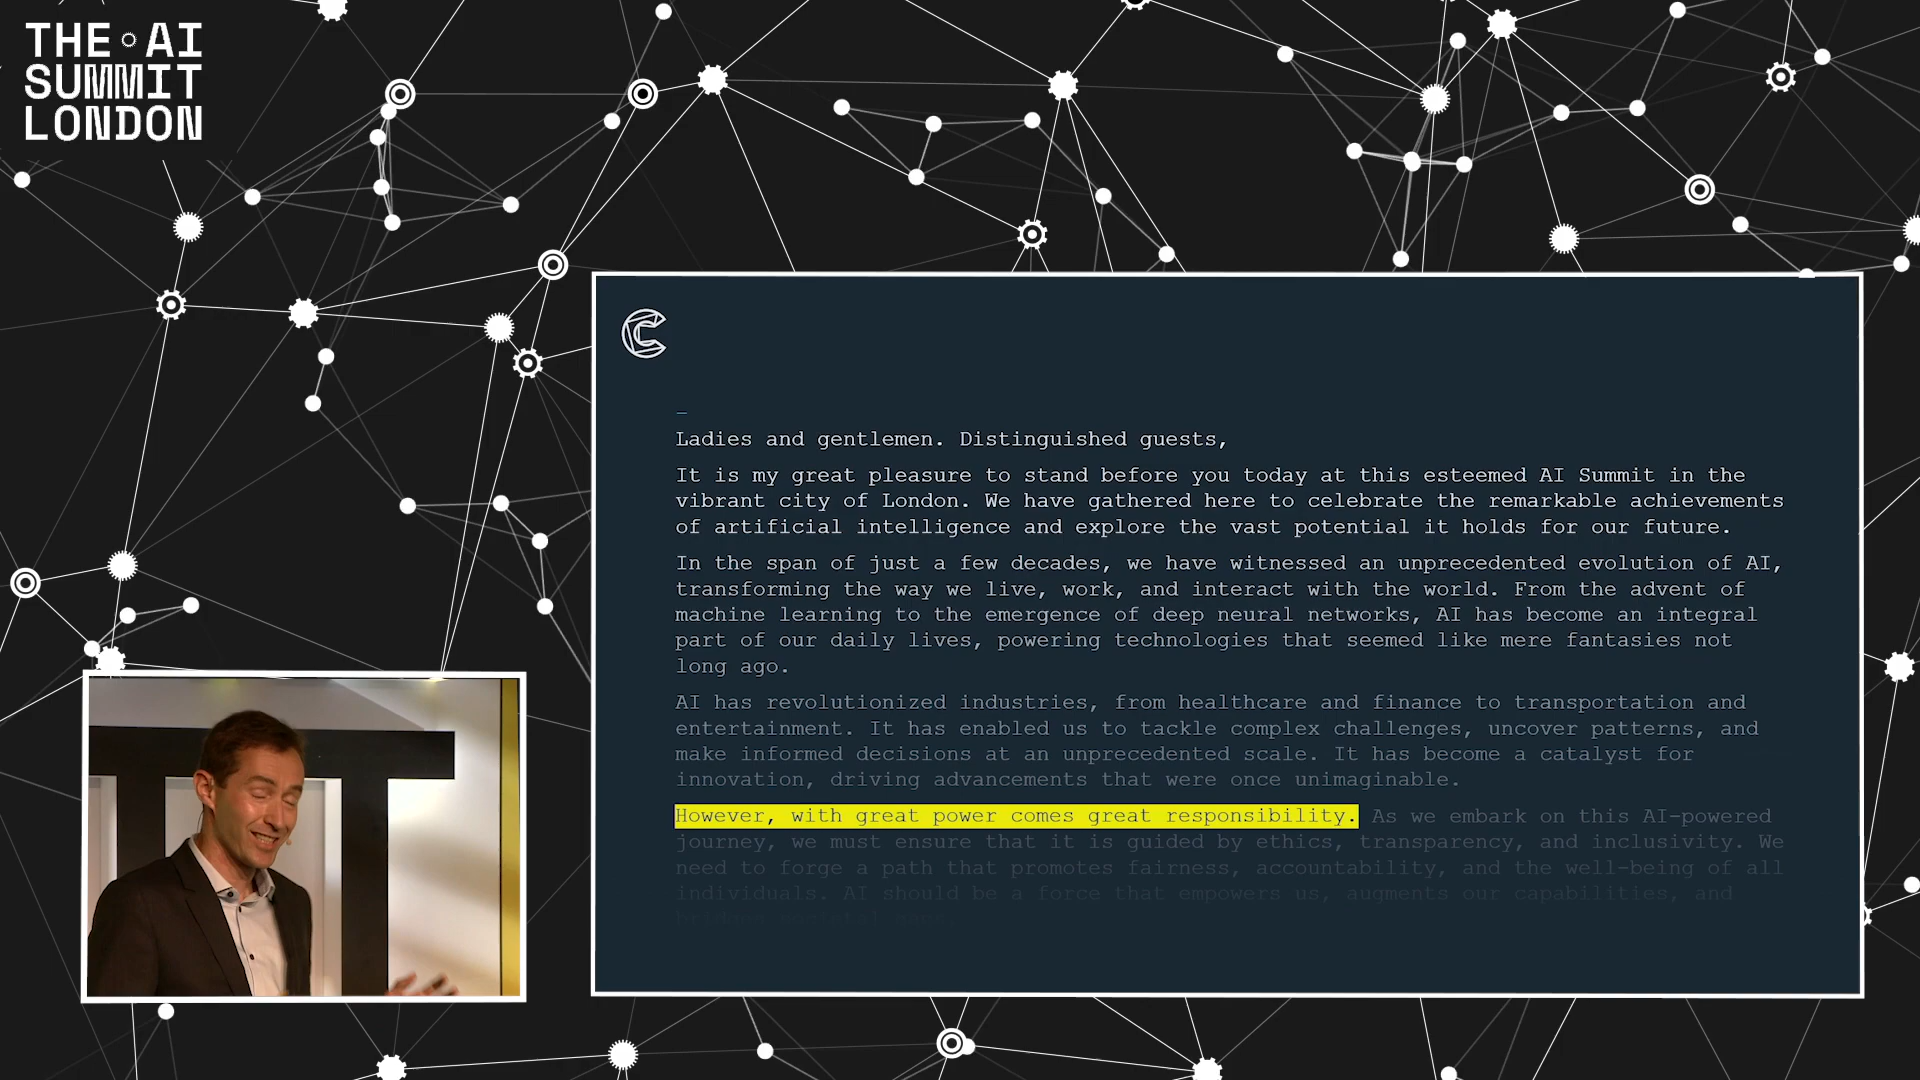 THE AI
SUMMIT
LONDON
Ladies and gentlemen. Distinguished guests,
It is my great pleasure to stand before you today at this esteemed AI Summit in the
vibrant city of London. We have gathered here to celebrate the remarkable achievements
of artificial intelligence and explore the vast potential it holds for our future.
In the span of just a few decades, we have witnessed an unprecedented evolution of AI,
transforming the way we live, work, and interact with the world. From the advent of
machine learning to the emergence of deep neural networks, AI has become an integral
part of our daily lives, powering technologies that seemed like mere fantasies not
long ago.
AI has revolutionized industries, from healthcare and finance to transportation and
entertainment. It has enabled us to tackle complex challenges, uncover patterns, and
make informed decisions at an unprecedented scale. It has become a catalyst for
innovation, driving advancements that were once unimaginable.
However, with great power comes great responsibility. As we embark on this AI-powered
journey, we must ensure that it is guided by ethics, transparency, and inclusivity. We
need to forge a path that promotes fairness, accountability, and the well-being of all
individuals. AI should be a force that empowers us, augments our capabilities, and